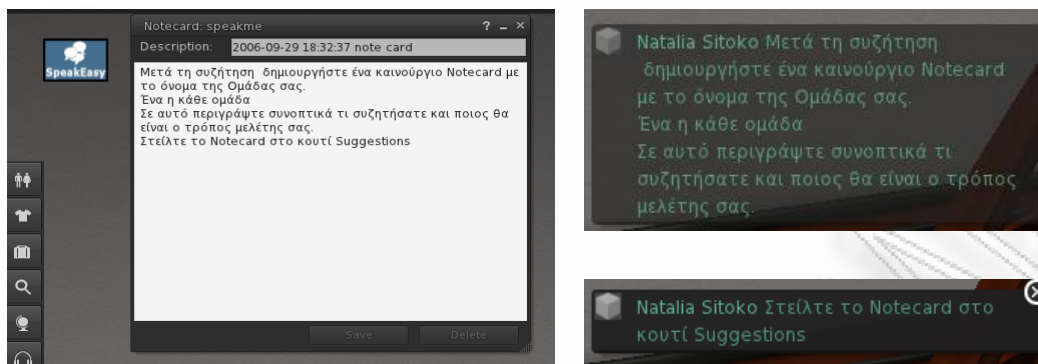 Notecard: speakme
Description: 2006-09-29 18:32:37 note card
SpeakEasy
Μετά τη συζήτηση δημιουργήστε ένα καινούργιο Notecard με
το όνομα της Ομάδας σας.
Ένα η κάθε ομάδα
Σε αυτό περιγράψτε συνοπτικά τι συζητήσατε και ποιος θα
είναι ο τρόπος μελέτης σας.
Στείλτε το Notecard στο κουτί Suggestions
Save Delete
Natalia Sitoko Μετά τη συζήτηση
δημιουργήστε ένα καινούργιο Notecard
με το όνομα της Ομάδας σας.
Ένα η κάθε ομάδα
Σε αυτό περιγράψτε συνοπτικά τι
συζητήσατε και ποιος θα είναι ο τρόπος
μελέτης σας.
Natalia Sitoko Στείλτε το Notecard στο
κουτί Suggestions